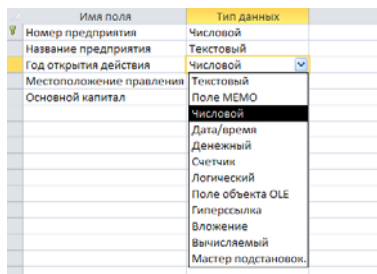 Имя поля Тип данных
Номер предприятия Числовой
Название предприятия Текстовый
Год открытия действия Числовой
Местоположение правления Текстовый
Основной капитал Поле МЕМО
Числовой
Дата/время
Денежный
Счетчик
Логический
Поле объекта OLE
Гиперссылка
Вложение
Вычисляемый
Мастер подстановок.